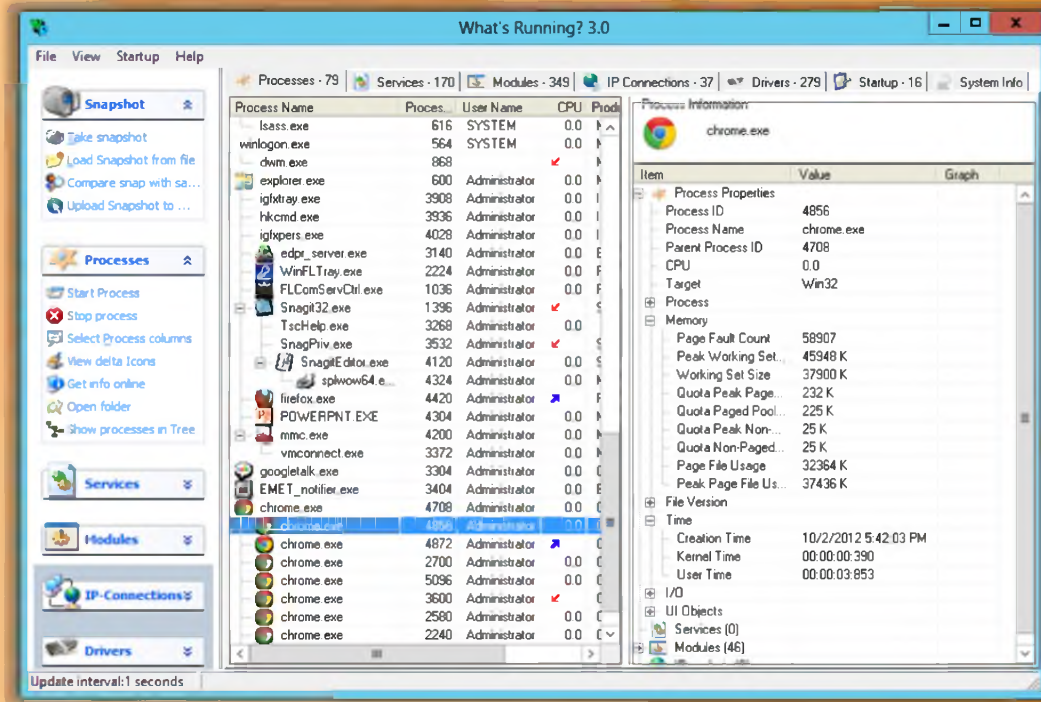 What's Running? 3.0
File View Startup Help
Processes - 79 Services - 170 Modules - 349 IP Connections - 37 Drivers - 279 Startup - 16 System Info
Snapshot
Take snapshot
Load Snapshot from file
Compare snap with sa...
Upload Snapshot to ...
Processes
Start Process
Stop process
Select Process columns
View delta Icons
Get info online
Open folder
Show processes in Tree
Services
Modules
IP-Connections
Drivers
Process Name Proces... User Name CPU Prod
lsass.exe 616 SYSTEM 0.0
winlogon.exe 564 SYSTEM 0.0
dwm.exe 868
explorer.exe 600 Administrator 0.0
igfxtray.exe 3908 Administrator 0.0
hkcmd.exe 3936 Administrator 0.0
igfxpers.exe 4028 Administrator 0.0
edpr_server.exe 3140 Administrator 0.0
WinFLTray.exe 2224 Administrator 0.0
FLComServCtrl.exe 1036 Administrator 0.0
Snagit32.exe 1396 Administrator
TscHelp.exe 3268 Administrator 0.0
SnagPriv.exe 3532 Administrator
SnagitEditor.exe 4120 Administrator 0.0
splwow64.e... 4324 Administrator 0.0
firefox.exe 4420 Administrator
POWERPNT.EXE 4304 Administrator 0.0
mmc.exe 4200 Administrator 0.0
vmconnect.exe 3372 Administrator 0.0
googletalk.exe 3304 Administrator 0.0
EMET_notifier.exe 3404 Administrator 0.0
chrome.exe 4708 Administrator 0.0
chrome.exe 4856 Administrator 0.0
chrome.exe 4872 Administrator
chrome.exe 2700 Administrator 0.0
chrome.exe 5096 Administrator 0.0
chrome.exe 3600 Administrator
chrome.exe 2580 Administrator 0.0
chrome.exe 2240 Administrator 0.0
Process Information
chrome.exe
Item Value Graph
Process Properties
Process ID 4856
Process Name chrome.exe
Parent Process ID 4708
CPU 0.0
Target Win32
Process
Memory
Page Fault Count 58907
Peak Working Set... 45948 K
Working Set Size 37900 K
Quota Peak Page... 232 K
Quota Paged Pool... 225 K
Quota Peak Non-... 25 K
Quota Non-Paged... 25 K
Page File Usage 32364 K
Peak Page File Us... 37436 K
File Version
Time
Creation Time 10/2/2012 5:42:03 PM
Kernel Time 00:00:00:390
User Time 00:00:03:853
I/O
UI Objects
Services (0)
Modules (46)
Update interval:1 seconds